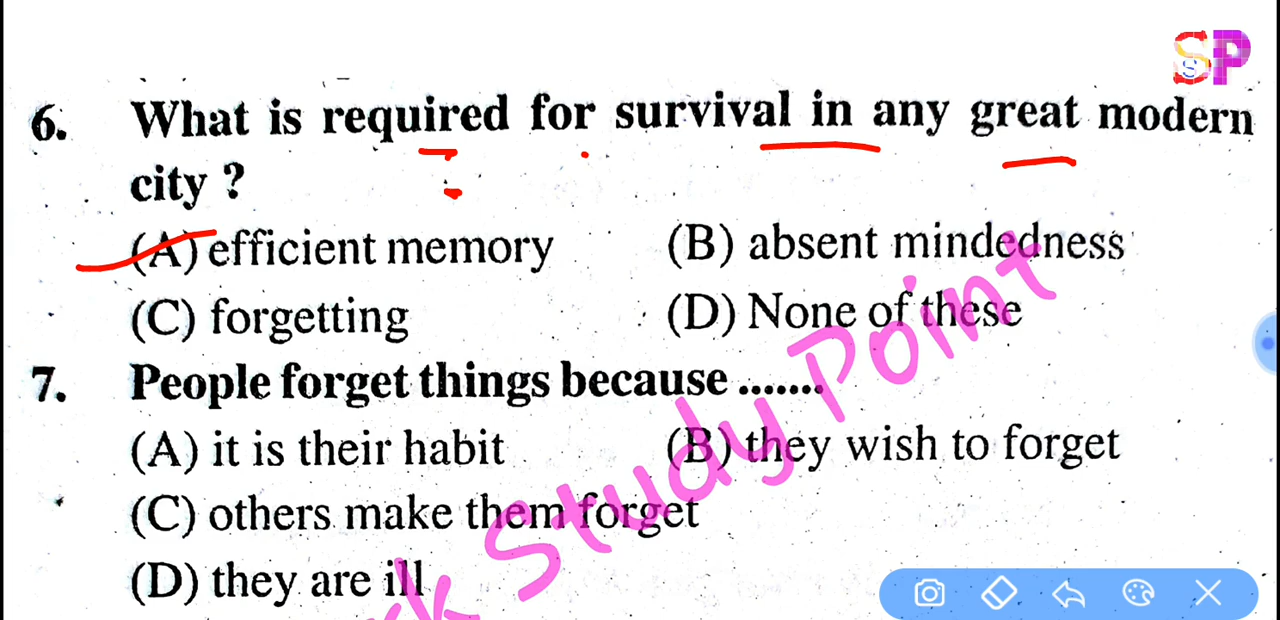 SP
S
6. What is required for survival in any great modern
city ?
(A) efficient memory (B) absent mindedness
(C) forgetting (D) None of these
7. People forget things because .......
(A) it is their habit (B) they wish to forget
(C) others make them forget
(D) they are ill
Study Point